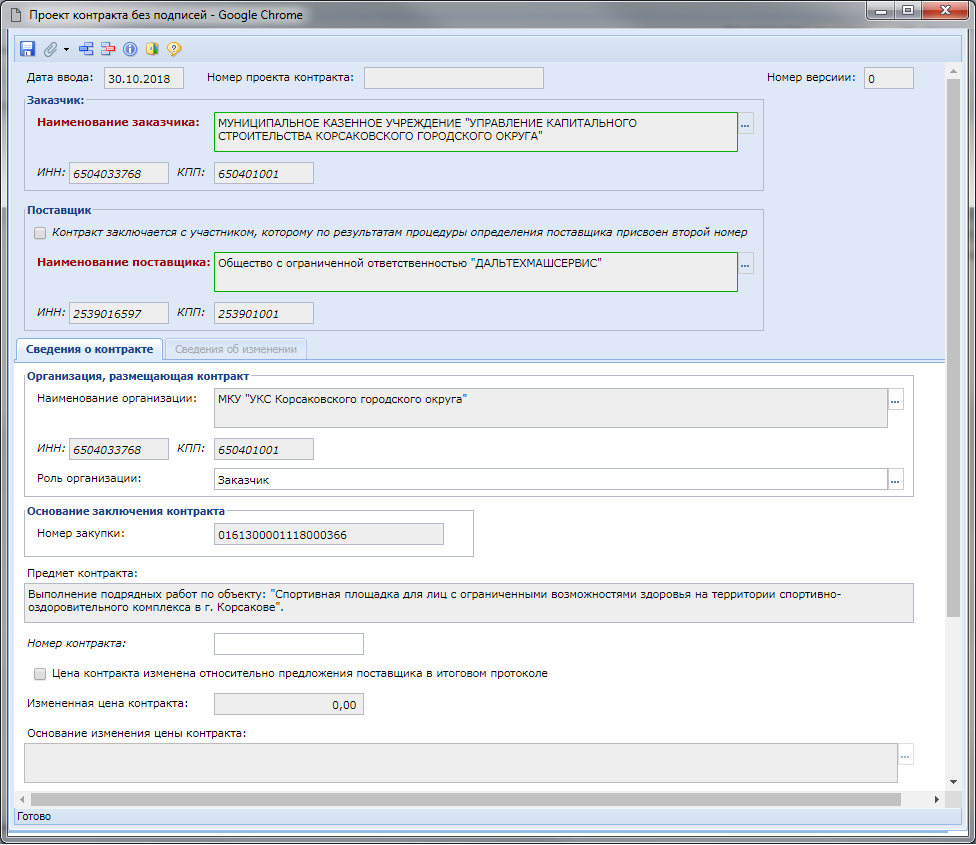 Проект контракта без подписей - Google Chrome
Дата ввода: 30.10.2018 Номер проекта контракта: Номер версиии: 0
Заказчик:
Наименование заказчика: МУНИЦИПАЛЬНОЕ КАЗЕННОЕ УЧРЕЖДЕНИЕ "УПРАВЛЕНИЕ КАПИТАЛЬНОГО
СТРОИТЕЛЬСТВА КОРСАКОВСКОГО ГОРОДСКОГО ОКРУГА" ...
ИНН: 6504033768 КПП: 650401001
Поставщик
Контракт заключается с участником, которому по результатам процедуры определения поставщика присвоен второй номер
Наименование поставщика: Общество с ограниченной ответственностью "ДАЛЬТЕХМАШСЕРВИС" ...
ИНН: 2539016597 КПП: 253901001
Сведения о контракте Сведения об изменении
Организация, размещающая контракт
Наименование организации: МКУ "УКС Корсаковского городского округа" ...
ИНН: 6504033768 КПП: 650401001
Роль организации: Заказчик ...
Основание заключения контракта
Номер закупки: 0161300001118000366
Предмет контракта:
Выполнение подрядных работ по объекту: "Спортивная площадка для лиц с ограниченными возможностями здоровья на территории спортивно-
оздоровительного комплекса в г. Корсакове".
Номер контракта:
Цена контракта изменена относительно предложения поставщика в итоговом протоколе
Измененная цена контракта: 0,00
Основание изменения цены контракта:
...
Готово